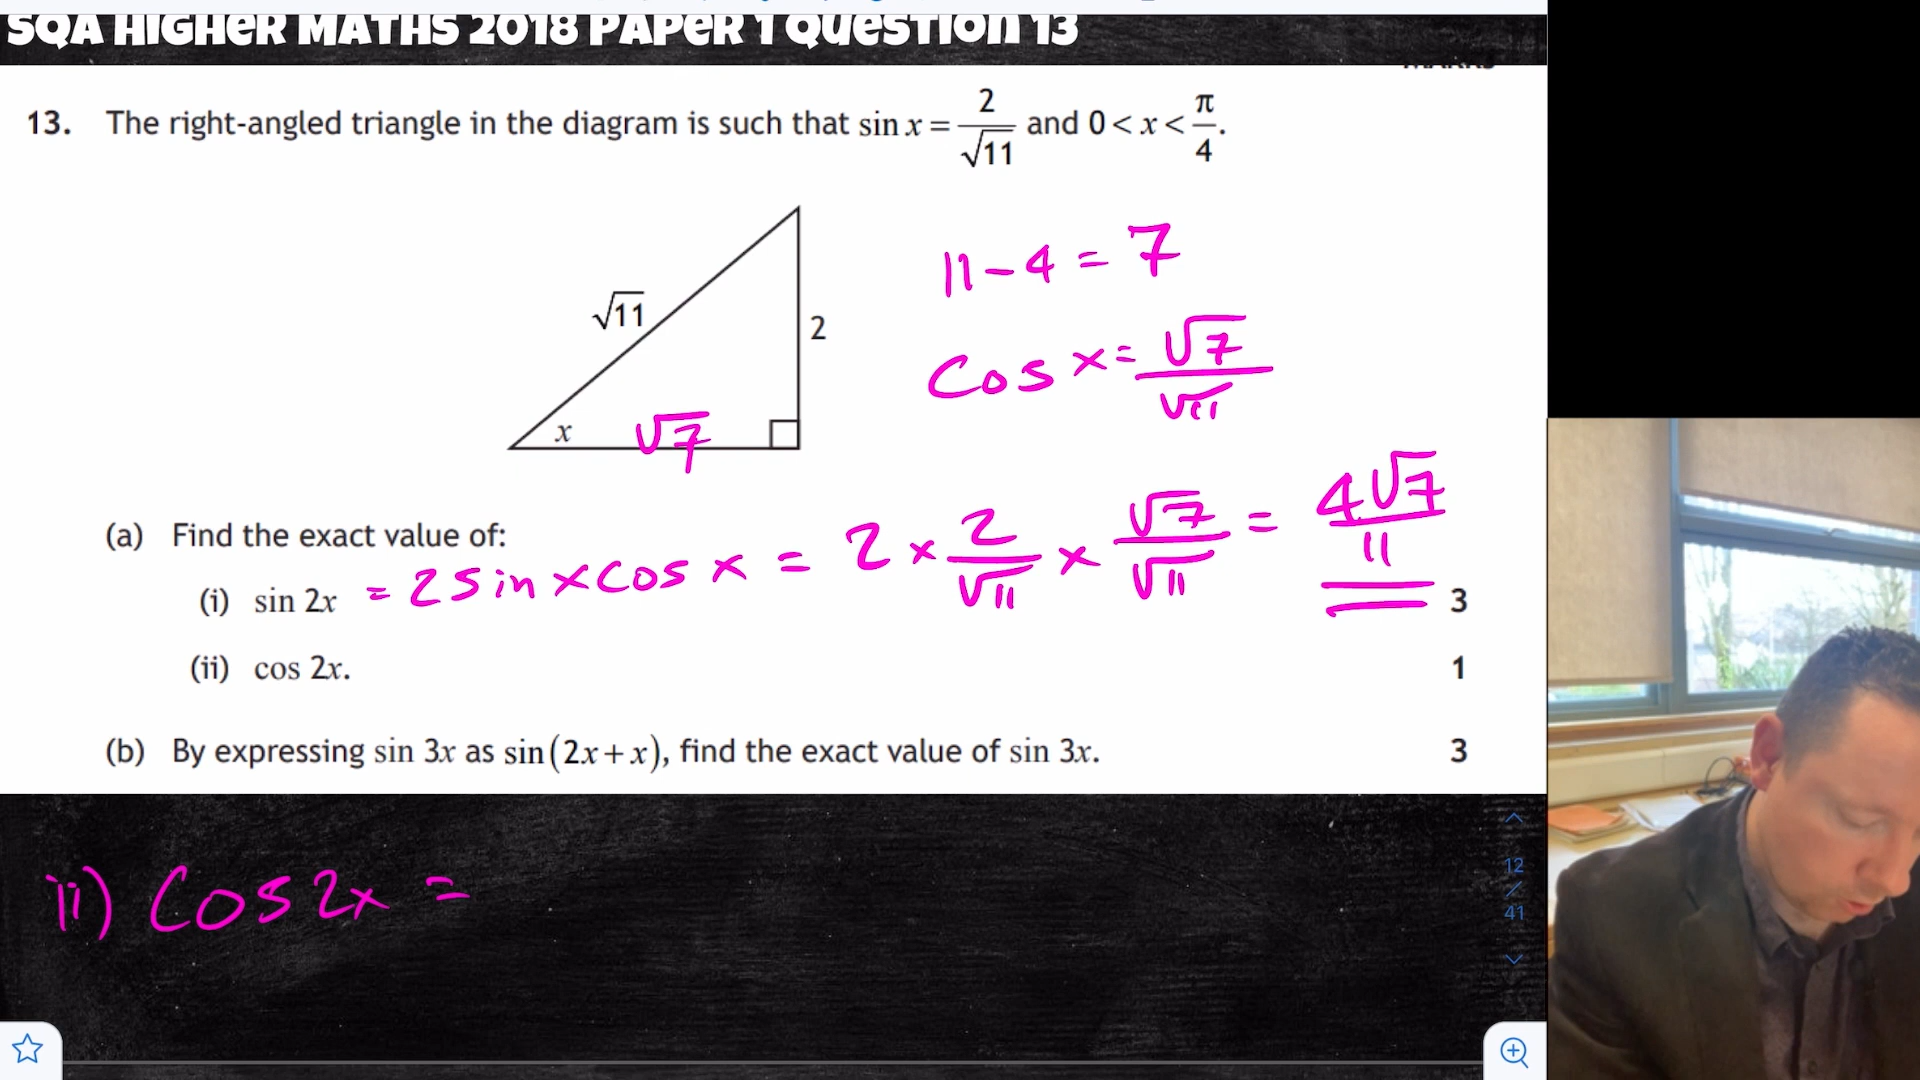 SQA HIGHER MATHS 2018 PAPER 1 QUESTION 13
13. The right-angled triangle in the diagram is such that sin x = 2/√11 and 0 < x < π/4.
11 - 4 = 7
√11
2
Cos x = √7/√11
x
√7
(a) Find the exact value of:
(i) sin 2x = 2 sin x cos x = 2 × 2/√11 × √7/√11 = 4√7/11 3
(ii) cos 2x. 1
(b) By expressing sin 3x as sin(2x + x), find the exact value of sin 3x. 3
ii) Cos 2x =
12
/
41